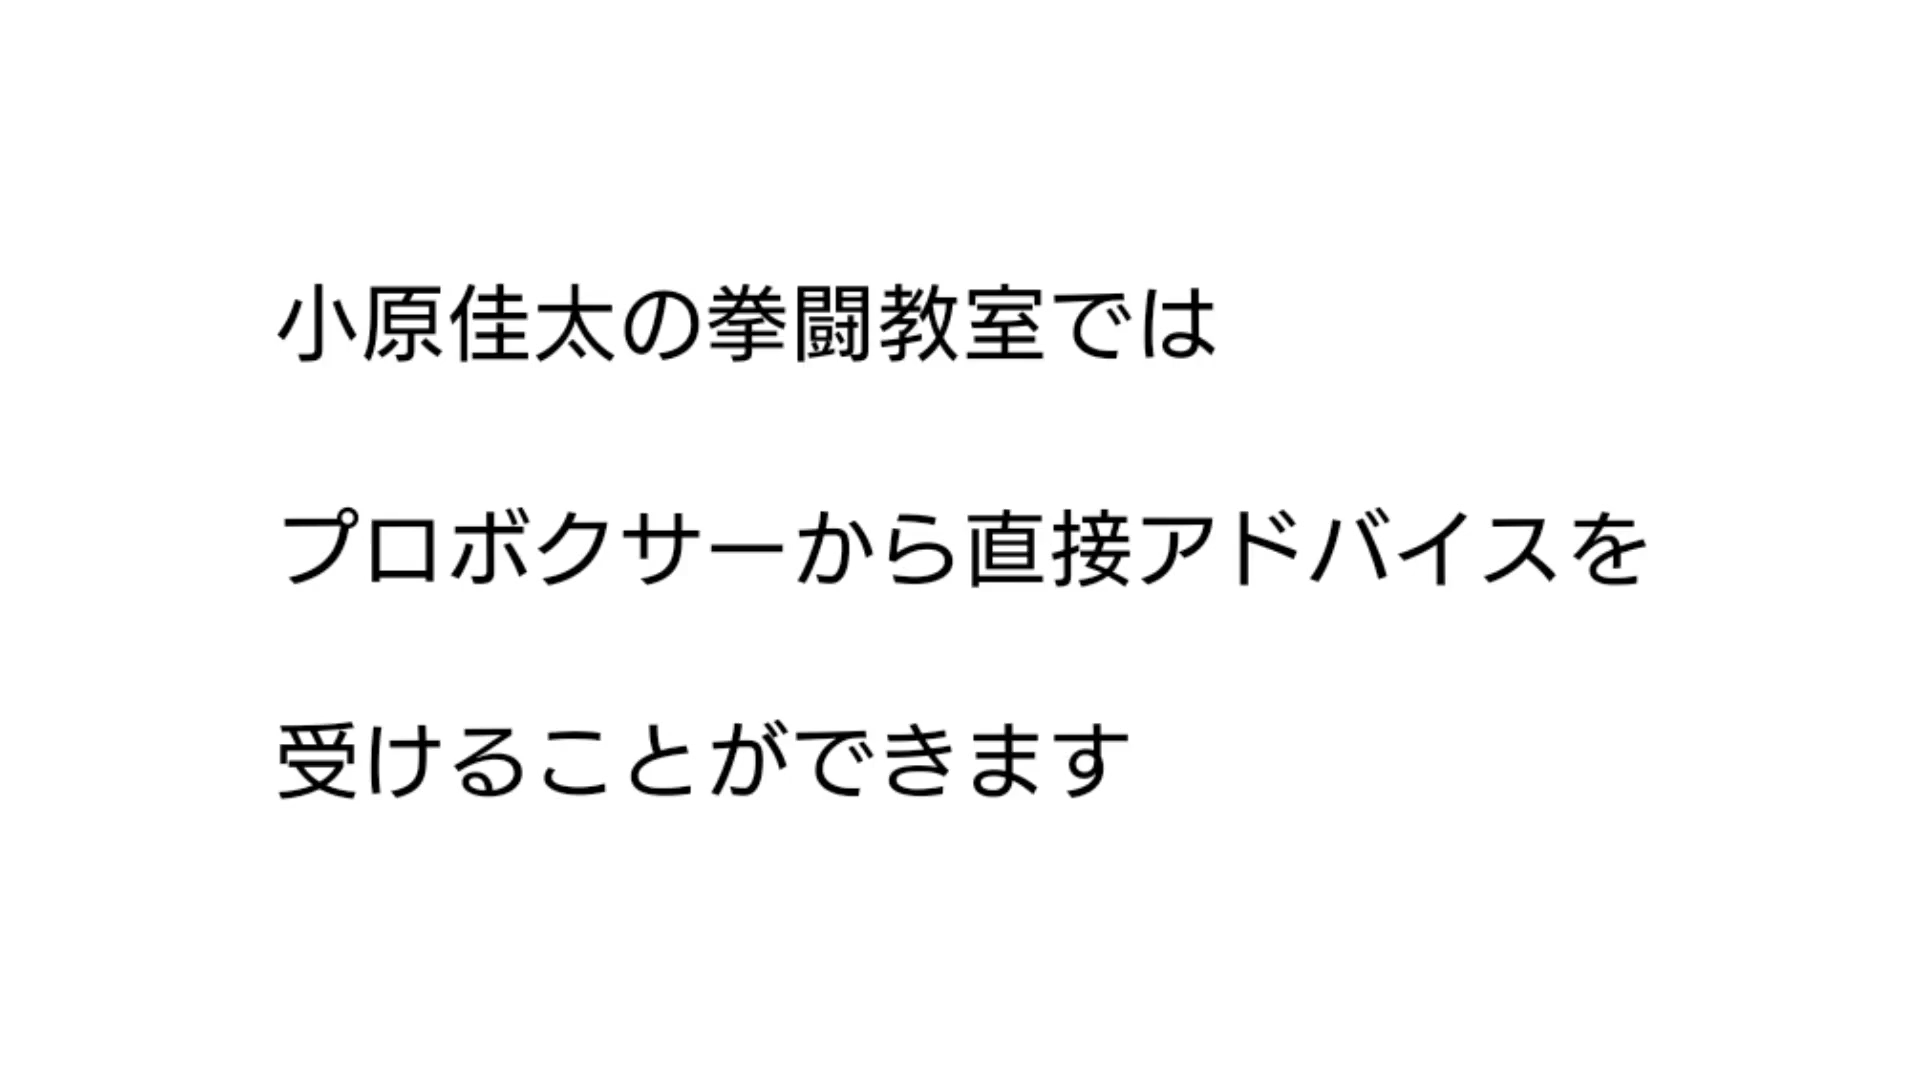 小原佳太の拳闘教室では
プロボクサーから直接アドバイスを
受けることができます